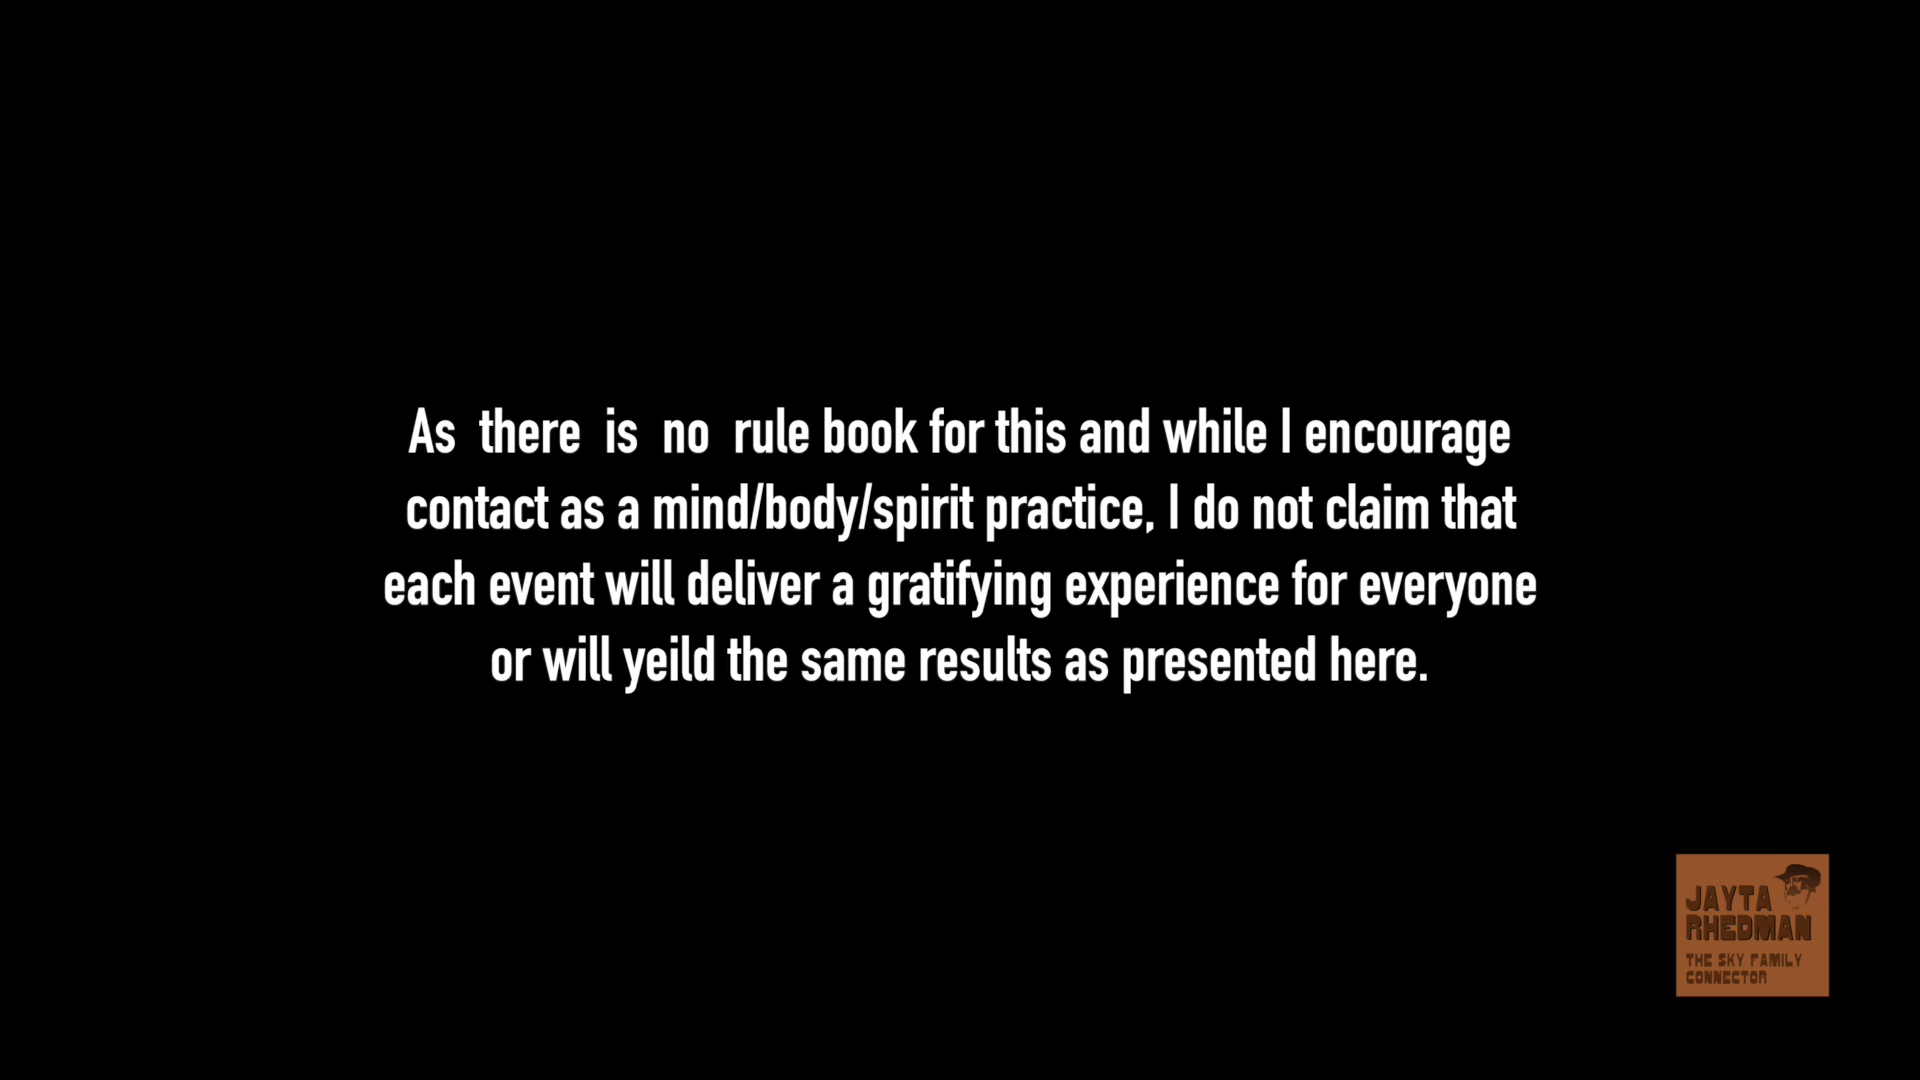 As there is no rule book for this and while I encourage
contact as a mind/body/spirit practice, I do not claim that
each event will deliver a gratifying experience for everyone
or will yeild the same results as presented here.
JAYTA
RHEDMAN
THE SKY FAMILY
CONNECTOR